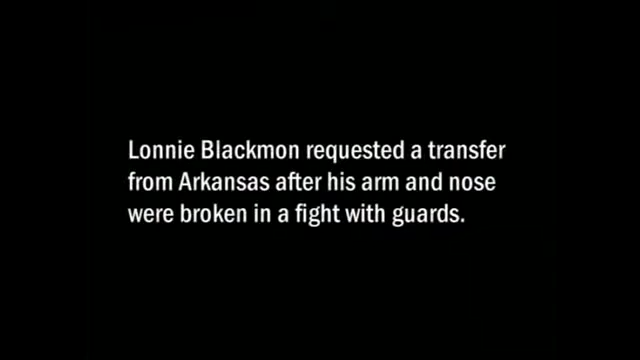 Lonnie Blackmon requested a transfer
from Arkansas after his arm and nose
were broken in a fight with guards.